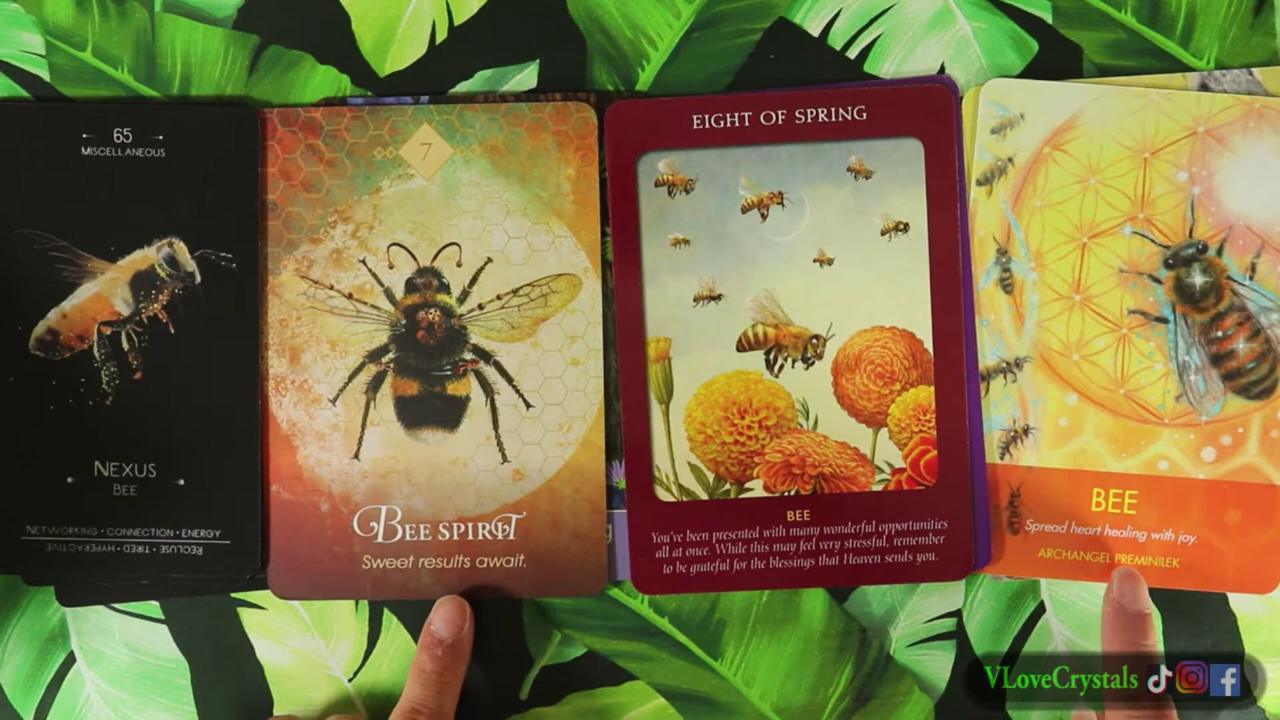 65
MISCELLANEOUS
NEXUS
BEE
NETWORKING • CONNECTION • ENERGY
RECLUSE • TIRED • HYPERACTIVE
7
BEE SPIRIT
Sweet results await.
g
EIGHT OF SPRING
BEE
You've been presented with many wonderful opportunities
all at once. While this may feel very stressful, remember
to be grateful for the blessings that Heaven sends you.
BEE
Spread heart healing with joy.
ARCHANGEL PREMINILEK
VLoveCrystals